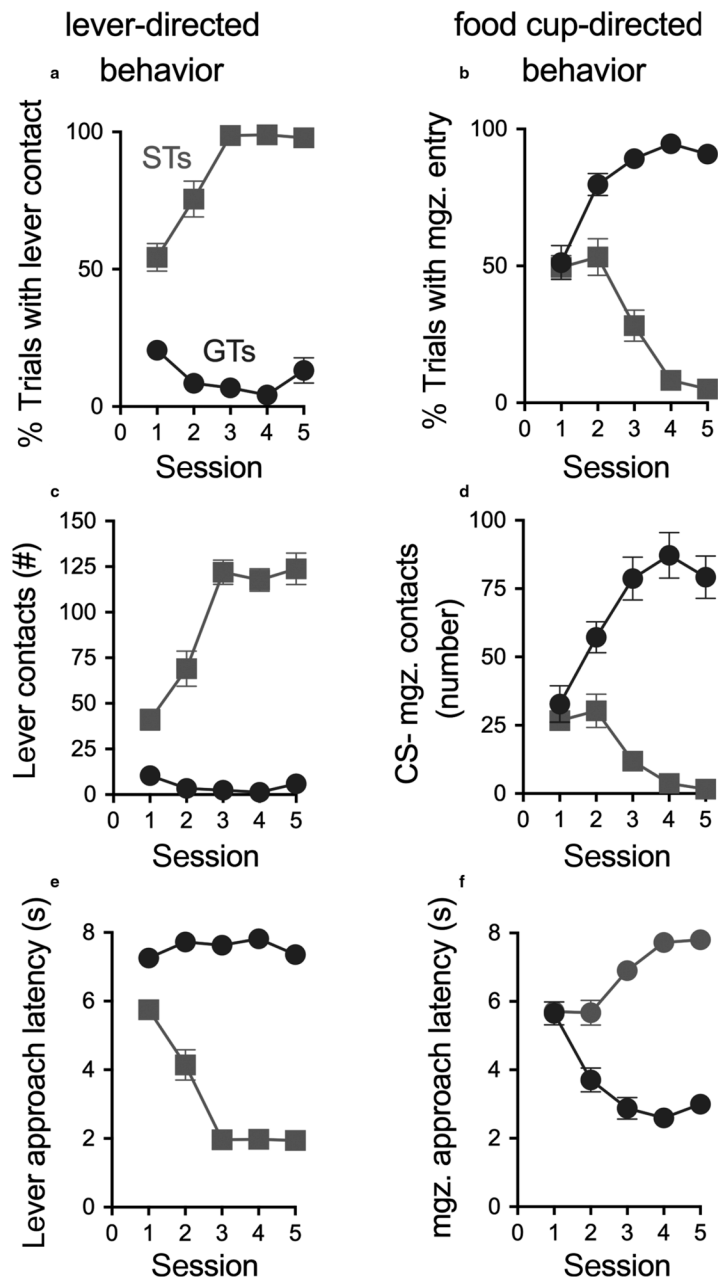 lever-directed
behavior
food cup-directed
behavior
a
% Trials with lever contact
100
50
0
STs
GTs
0 1 2 3 4 5
Session
b
% Trials with mgz. entry
100
50
0
0 1 2 3 4 5
Session
c
Lever contacts (#)
150
125
100
75
50
25
0
0 1 2 3 4 5
Session
d
CS- mgz. contacts
(number)
100
75
50
25
0
0 1 2 3 4 5
Session
e
Lever approach latency (s)
8
6
4
2
0
0 1 2 3 4 5
Session
f
mgz. approach latency (s)
8
6
4
2
0
0 1 2 3 4 5
Session